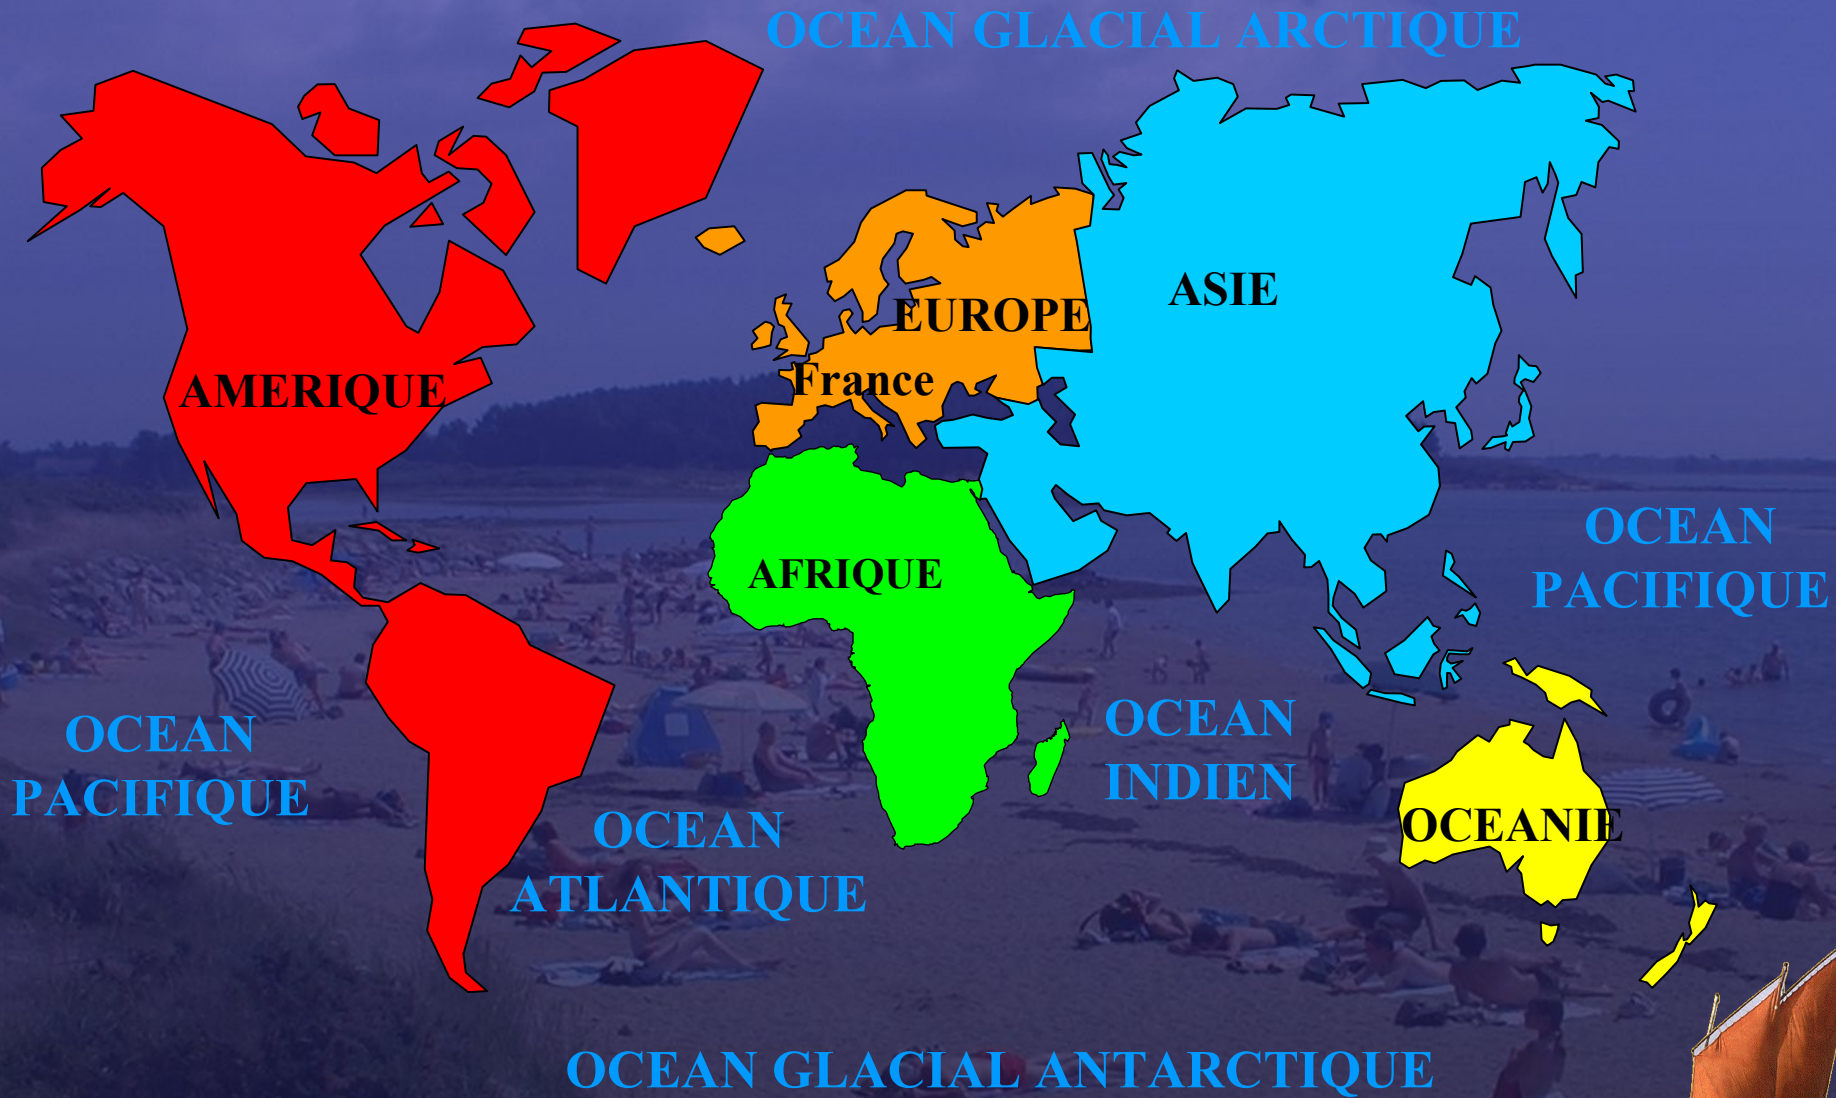 OCEAN GLACIAL ARCTIQUE
ASIE
EUROPE
France
AMERIQUE
OCEAN
PACIFIQUE
AFRIQUE
OCEAN
INDIEN
OCEAN
PACIFIQUE
OCEAN
ATLANTIQUE
OCEANIE
OCEAN GLACIAL ANTARCTIQUE